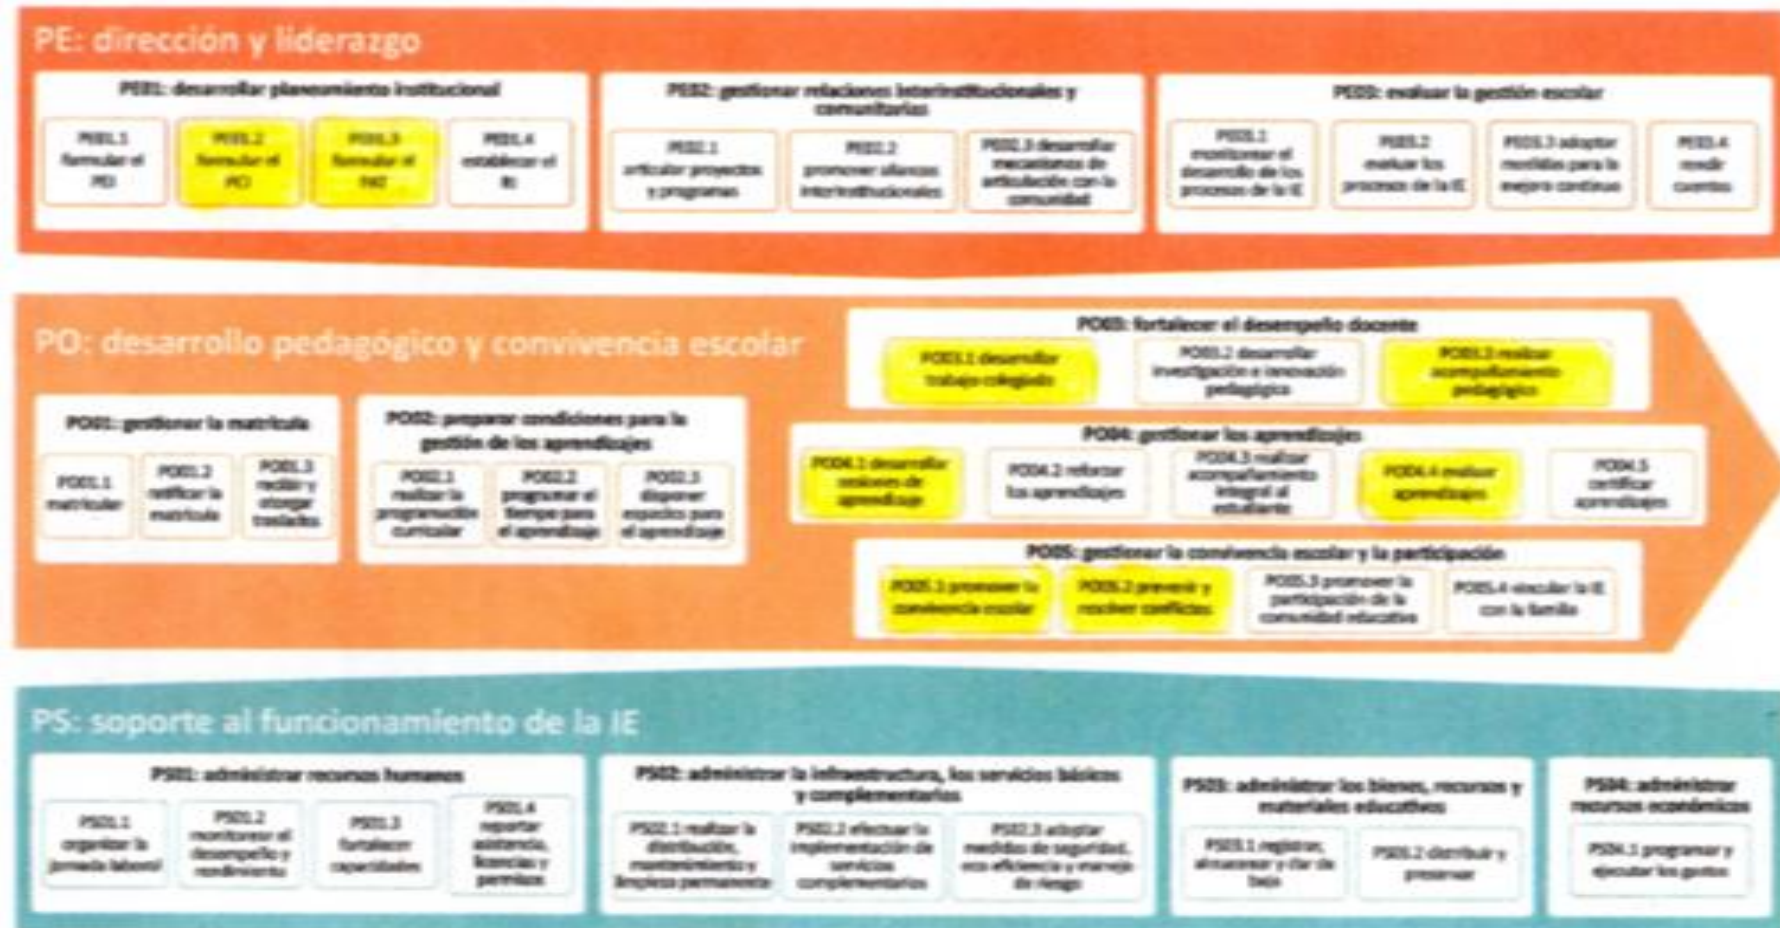 PE: dirección y liderazgo
PE01: desarrollar planeamiento institucional
PE01.1
formular el
PEI
PE01.2
formular el
PCI
PE01.3
formular el
PAT
PE01.4
establecer el
RI
PE02: gestionar relaciones interinstitucionales y
comunitarias
PE02.1
articular proyectos
y programas
PE02.2
promover alianzas
interinstitucionales
PE02.3 desarrollar
mecanismos de
articulación con la
comunidad
PE03: evaluar la gestión escolar
PE03.1
monitorear el
desarrollo de los
procesos de la IE
PE03.2
evaluar los
procesos de la IE
PE03.3 adoptar
medidas para la
mejora continua
PE03.4
rendir
cuentas
PO: desarrollo pedagógico y convivencia escolar
PO01: gestionar la matrícula
PO01.1
matricular
PO01.2
ratificar la
matrícula
PO01.3
recibir y
otorgar
traslados
PO02: preparar condiciones para la
gestión de los aprendizajes
PO02.1
realizar la
programación
curricular
PO02.2
programar el
tiempo para
el aprendizaje
PO02.3
disponer
espacios para
el aprendizaje
PO03: fortalecer el desempeño docente
PO03.1 desarrollar
trabajo colegiado
PO03.2 desarrollar
investigación e innovación
pedagógica
PO03.3 realizar
acompañamiento
pedagógico
PO04: gestionar los aprendizajes
PO04.1 desarrollar
sesiones de
aprendizaje
PO04.2 reforzar
los aprendizajes
PO04.3 realizar
acompañamiento
integral al
estudiante
PO04.4 evaluar
aprendizajes
PO04.5
certificar
aprendizajes
PO05: gestionar la convivencia escolar y la participación
PO05.1 promover la
convivencia escolar
PO05.2 prevenir y
resolver conflictos
PO05.3 promover la
participación de la
comunidad educativa
PO05.4 vincular la IE
con la familia
PS: soporte al funcionamiento de la IE
PS01: administrar recursos humanos
PS01.1
organizar la
jornada laboral
PS01.2
monitorear el
desempeño y
rendimiento
PS01.3
fortalecer
capacidades
PS01.4
reportar
asistencia,
licencias y
permisos
PS02: administrar la infraestructura, los servicios básicos
y complementarios
PS02.1 realizar la
distribución,
mantenimiento y
limpieza permanente
PS02.2 efectuar la
implementación de
servicios
complementarios
PS02.3 adoptar
medidas de seguridad,
eco eficiencia y manejo
de riesgo
PS03: administrar los bienes, recursos y
materiales educativos
PS03.1 registrar,
almacenar y dar de
baja
PS03.2 distribuir y
preservar
PS04: administrar
recursos económicos
PS04.1 programar y
ejecutar los gastos